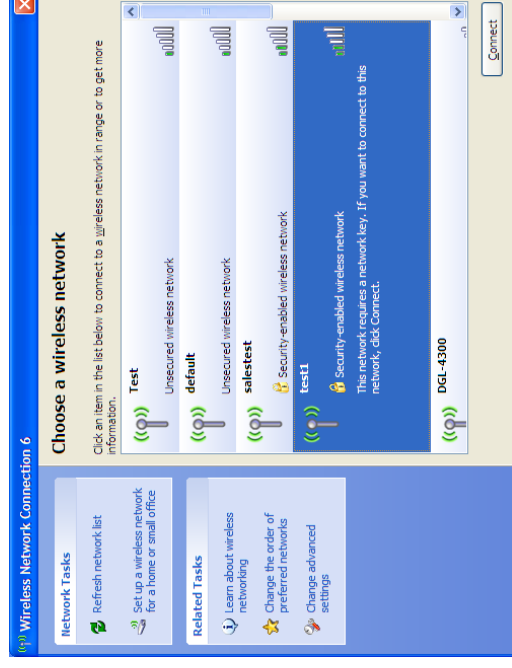 Wireless Network Connection 6
Network Tasks
Refresh network list
Set up a wireless network
for a home or small office
Related Tasks
Learn about wireless
networking
Change the order of
preferred networks
Change advanced
settings
Choose a wireless network
Click an item in the list below to connect to a wireless network in range or to get more
information.
Test
Unsecured wireless network
default
Unsecured wireless network
salestest
Security-enabled wireless network
test1
Security-enabled wireless network
This network requires a network key. If you want to connect to this
network, click Connect.
DGL-4300
Connect